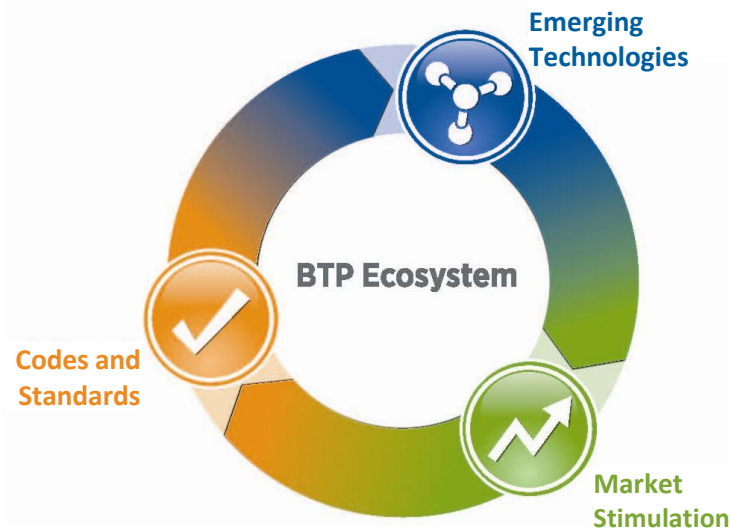 Emerging
Technologies
BTP Ecosystem
Codes and
Standards
Market
Stimulation